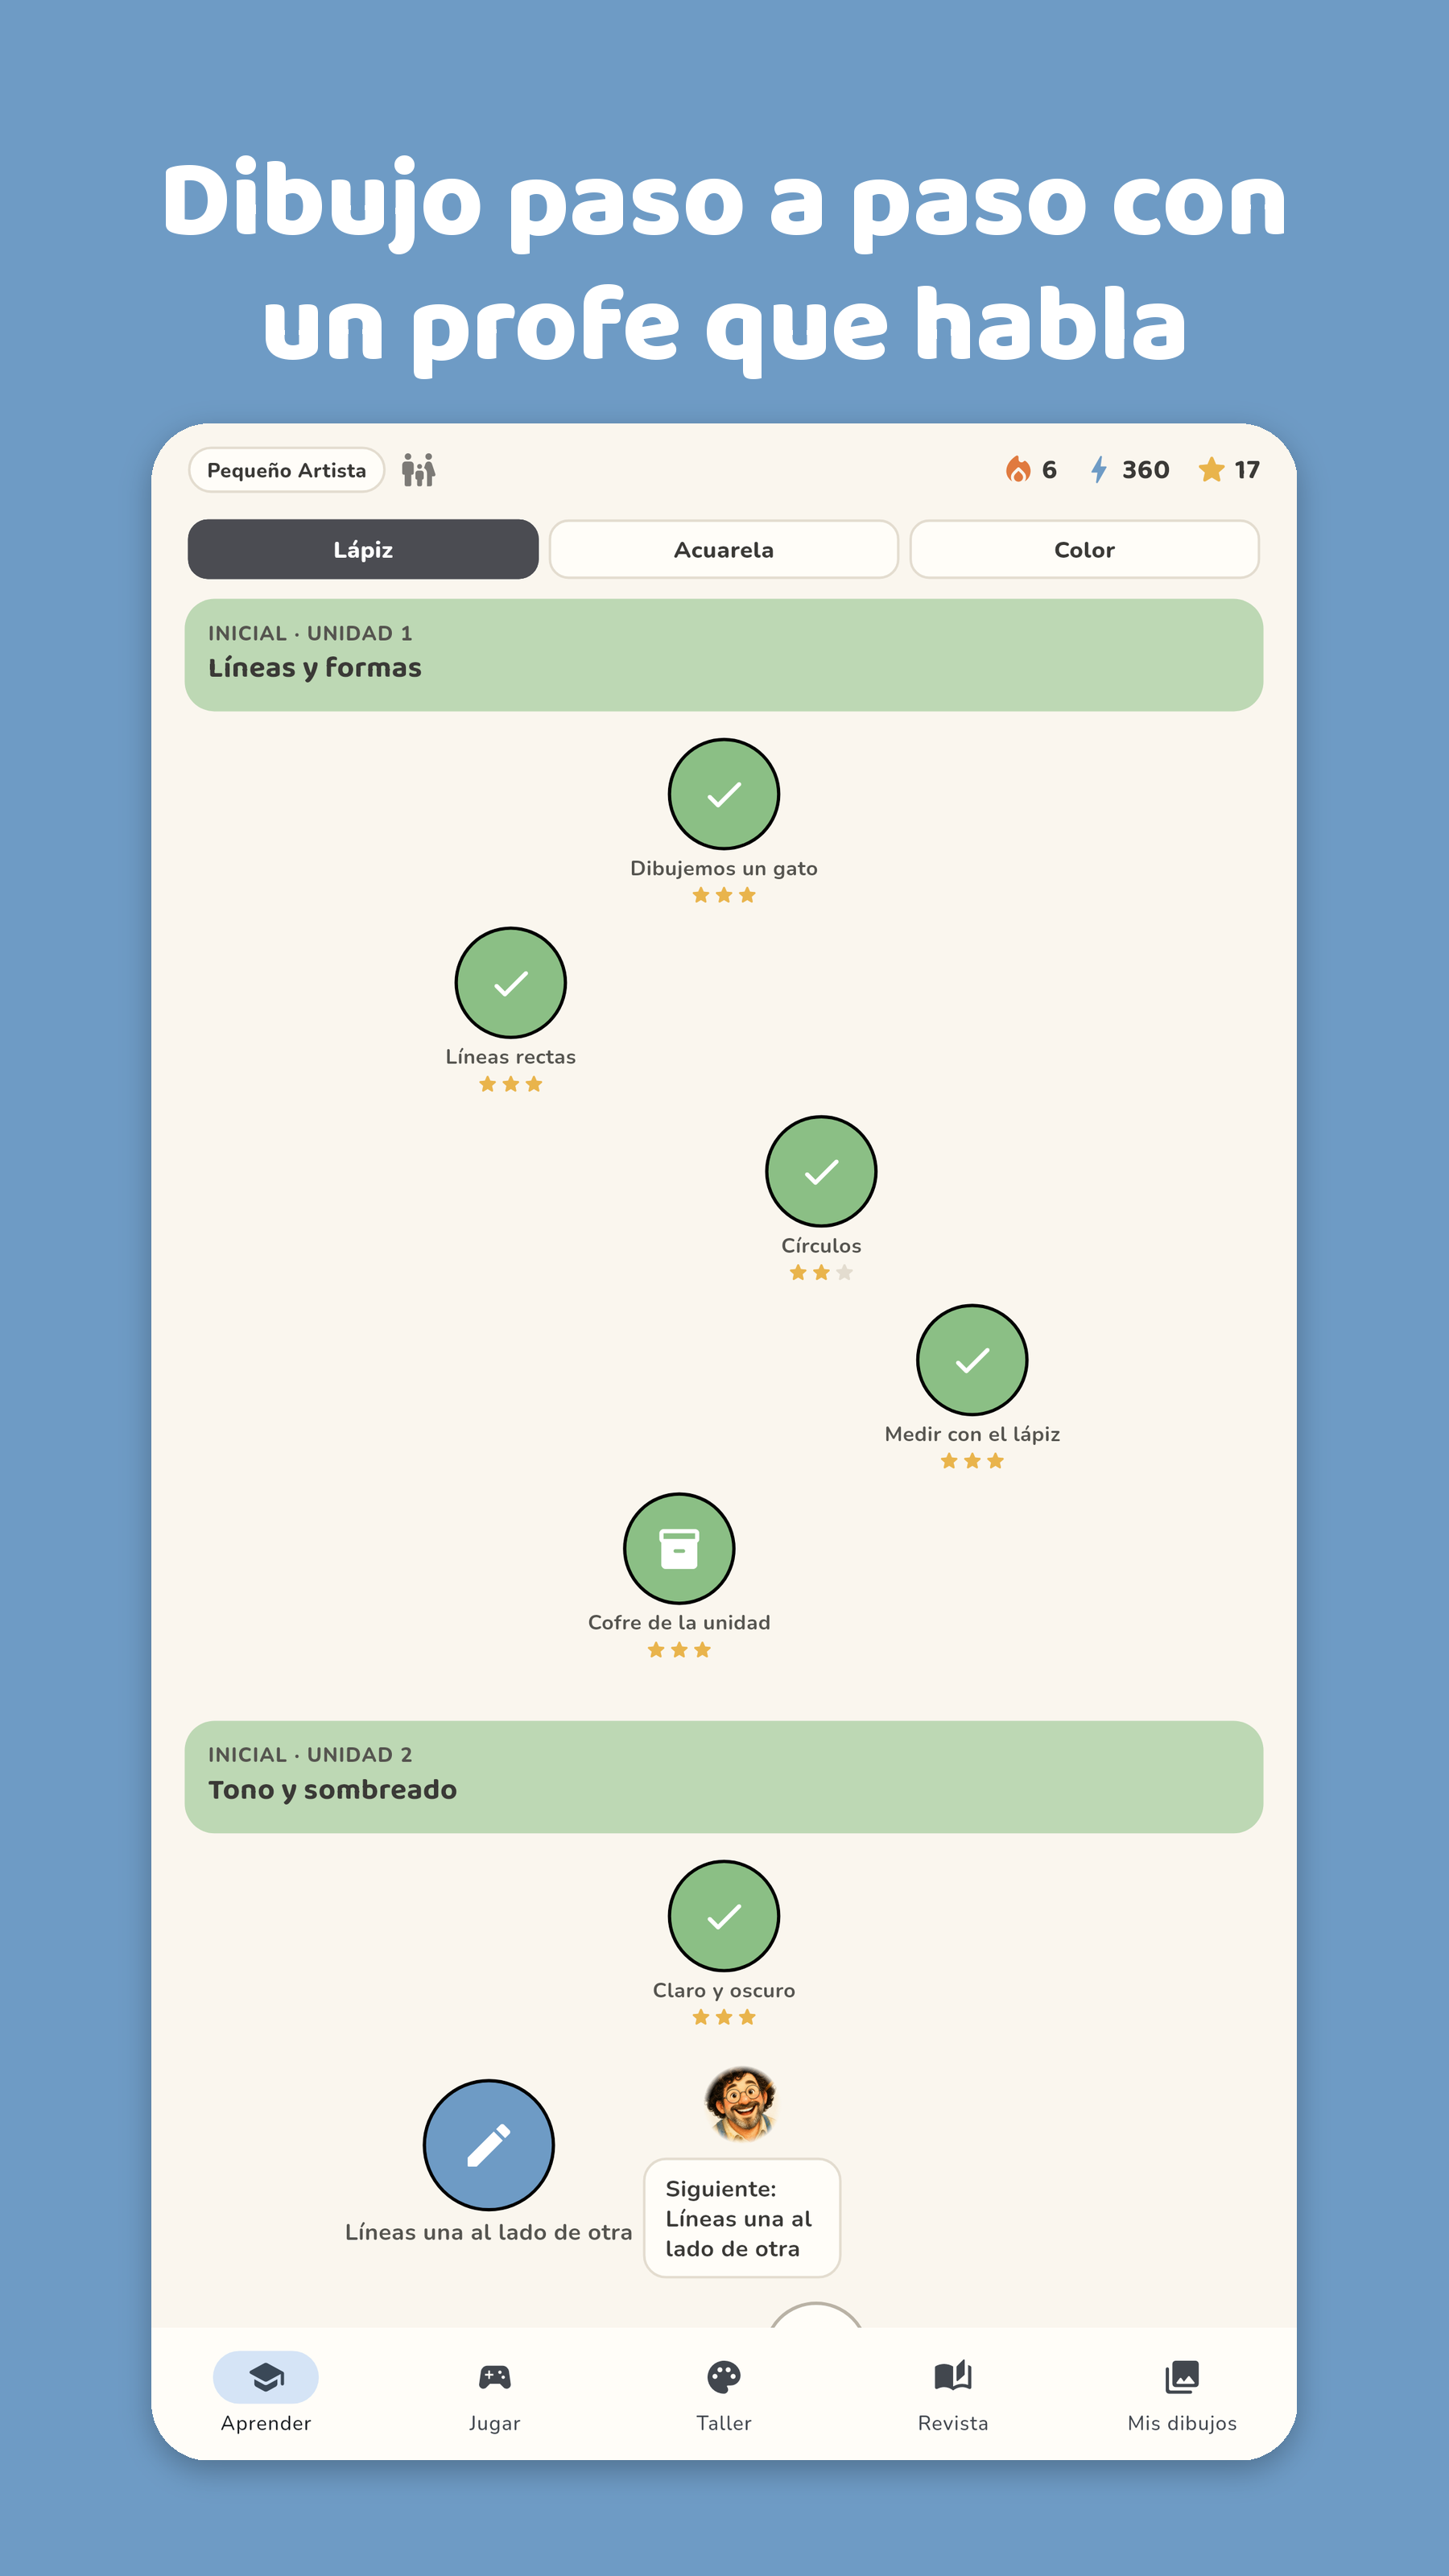 Dibujo paso a paso con
un profe que habla
Pequeño Artista
6
360
17
Lápiz
Acuarela
Color
INICIAL · UNIDAD 1
Líneas y formas
Dibujemos un gato
Líneas rectas
Círculos
Medir con el lápiz
Cofre de la unidad
INICIAL · UNIDAD 2
Tono y sombreado
Claro y oscuro
Líneas una al lado de otra
Siguiente:
Líneas una al
lado de otra
Aprender
Jugar
Taller
Revista
Mis dibujos